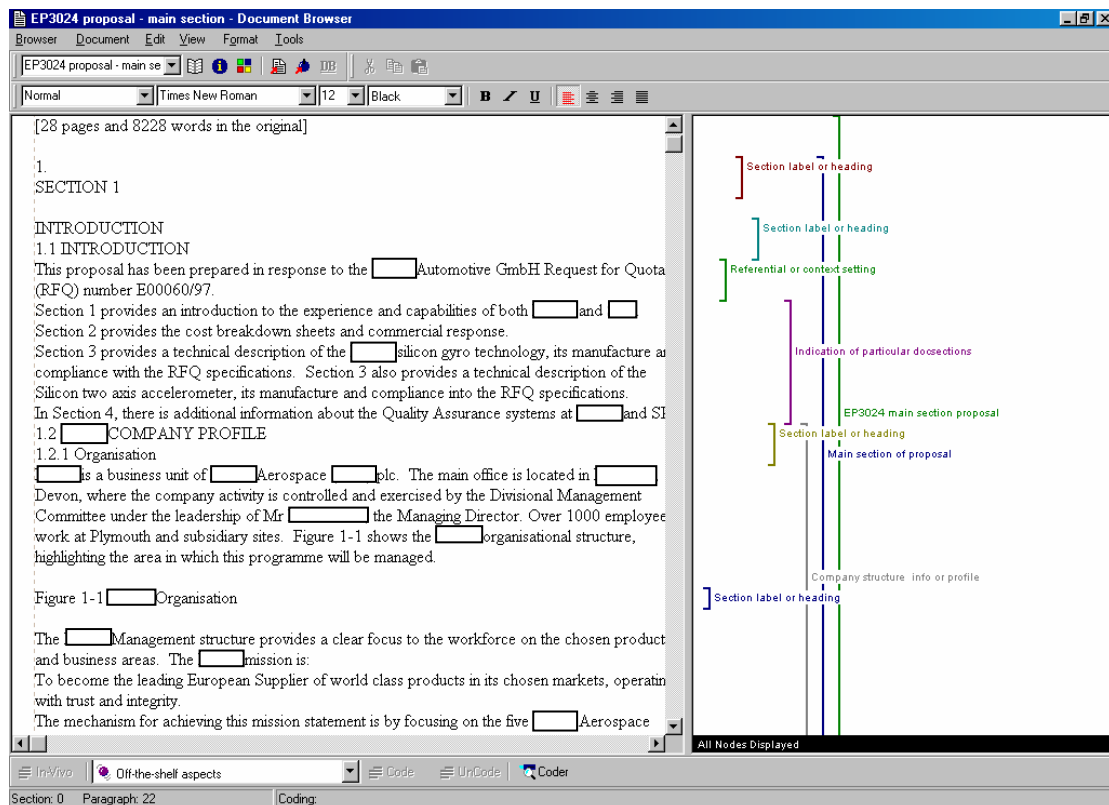 EP3024 proposal - main section - Document Browser
Browser Document Edit View Format Tools
EP3024 proposal - main se DB
Normal Times New Roman 12 Black B I U
[28 pages and 8228 words in the original]
1.
SECTION 1
INTRODUCTION
1.1 INTRODUCTION
This proposal has been prepared in response to the Automotive GmbH Request for Quota
(RFQ) number E00060/97.
Section 1 provides an introduction to the experience and capabilities of both and
Section 2 provides the cost breakdown sheets and commercial response.
Section 3 provides a technical description of the silicon gyro technology, its manufacture an
compliance with the RFQ specifications. Section 3 also provides a technical description of the
Silicon two axis accelerometer, its manufacture and compliance into the RFQ specifications.
In Section 4, there is additional information about the Quality Assurance systems at and
1.2 COMPANY PROFILE
1.2.1 Organisation
is a business unit of Aerospace plc. The main office is located in
Devon, where the company activity is controlled and exercised by the Divisional Management
Committee under the leadership of Mr the Managing Director. Over 1000 employee
work at Plymouth and subsidiary sites. Figure 1-1 shows the organisational structure,
highlighting the area in which this programme will be managed.
Figure 1-1 Organisation
The Management structure provides a clear focus to the workforce on the chosen product
and business areas. The mission is:
To become the leading European Supplier of world class products in its chosen markets, operatin
with trust and integrity.
The mechanism for achieving this mission statement is by focusing on the five Aerospace
Section label or heading
Section label or heading
Referential or context setting
Indication of particular docsections
EP3024 main section proposal
Section label or heading
Main section of proposal
Company structure info or profile
Section label or heading
All Nodes Displayed
In-Vivo Off-the-shelf aspects Code UnCode Coder
Section: 0 Paragraph: 22 Coding: